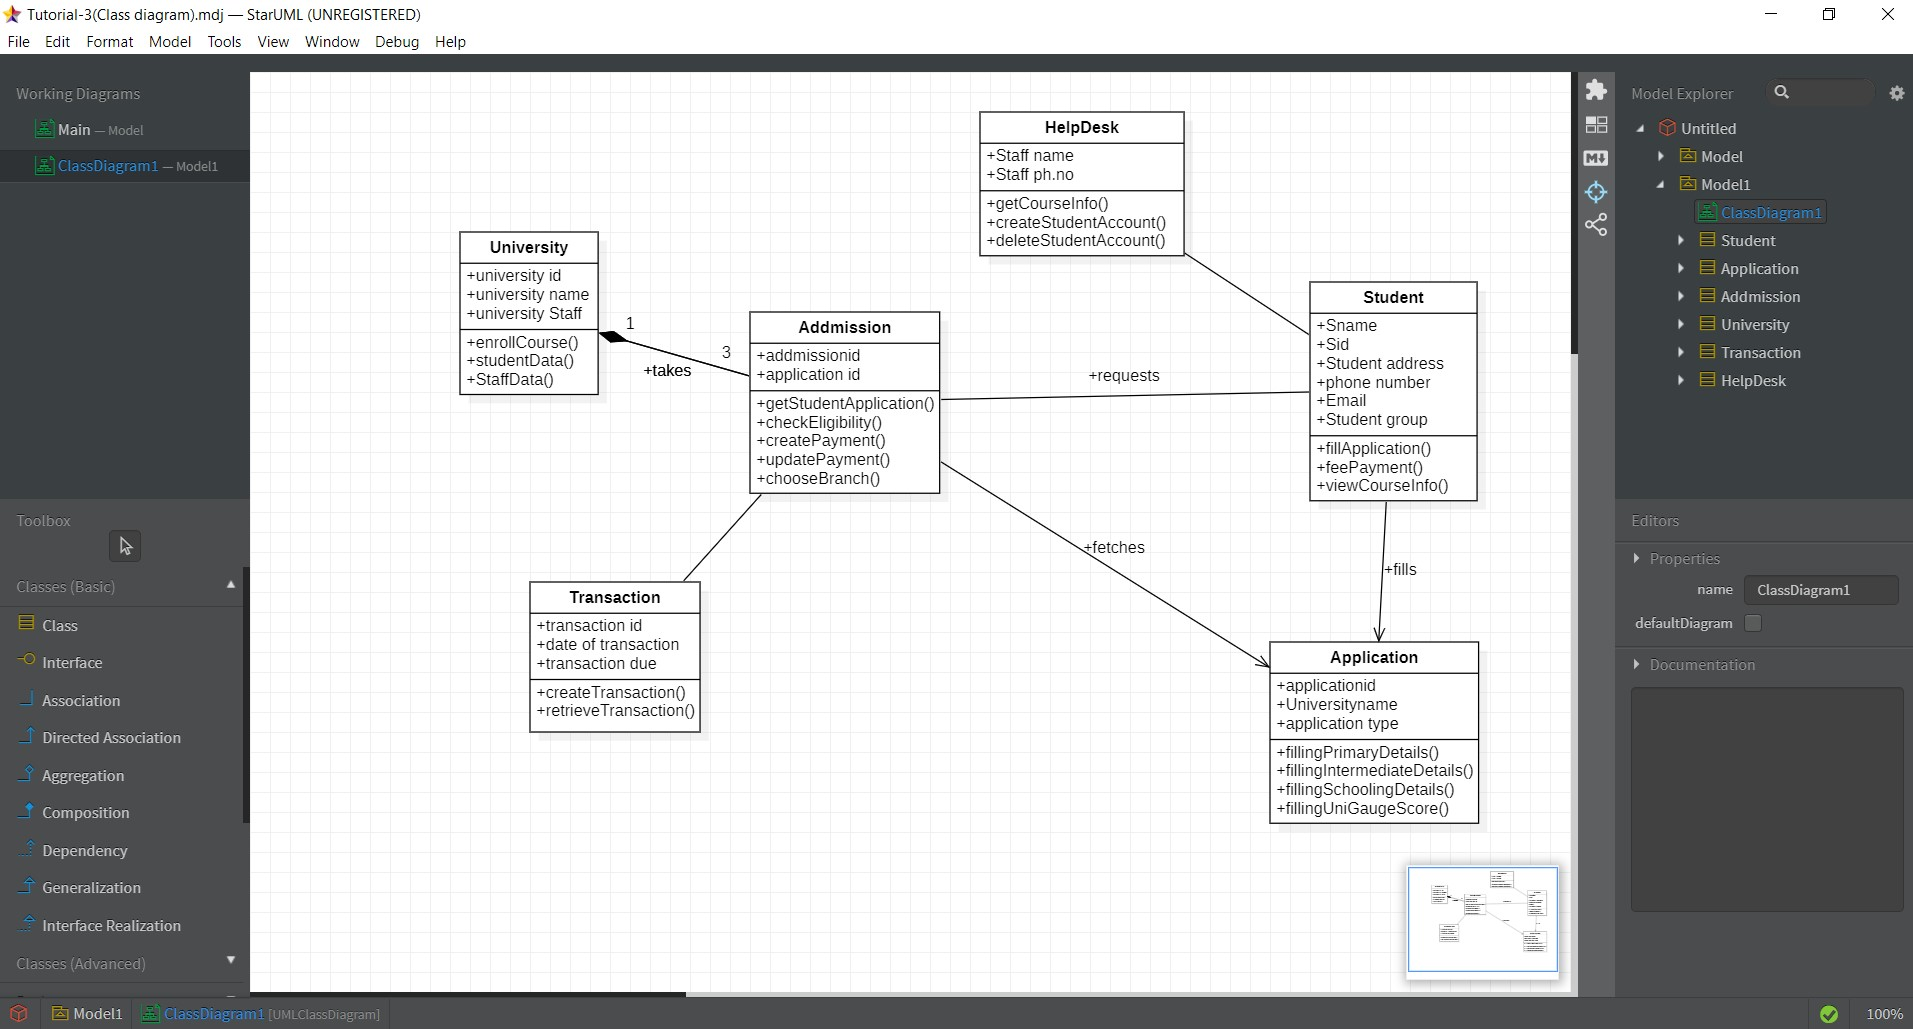 Tutorial-3(Class diagram).mdj — StarUML (UNREGISTERED)
File Edit Format Model Tools View Window Debug Help
Working Diagrams
Main — Model
ClassDiagram1 — Model1
Toolbox
Classes (Basic)
Class
Interface
Association
Directed Association
Aggregation
Composition
Dependency
Generalization
Interface Realization
Classes (Advanced)
HelpDesk
+Staff name
+Staff ph.no
+getCourseInfo()
+createStudentAccount()
+deleteStudentAccount()
University
+university id
+university name
+university Staff
+enrollCourse()
+studentData()
+StaffData()
1
3
+takes
Addmission
+addmissionid
+application id
+getStudentApplication()
+checkEligibility()
+createPayment()
+updatePayment()
+chooseBranch()
+requests
Student
+Sname
+Sid
+Student address
+phone number
+Email
+Student group
+fillApplication()
+feePayment()
+viewCourseInfo()
+fetches
+fills
Transaction
+transaction id
+date of transaction
+transaction due
+createTransaction()
+retrieveTransaction()
Application
+applicationid
+Universityname
+application type
+fillingPrimaryDetails()
+fillingIntermediateDetails()
+fillingSchoolingDetails()
+fillingUniGaugeScore()
M
Model Explorer
Untitled
Model
Model1
ClassDiagram1
Student
Application
Addmission
University
Transaction
HelpDesk
Editors
Properties
name ClassDiagram1
defaultDiagram
Documentation
Model1 ClassDiagram1 [UMLClassDiagram]
100%